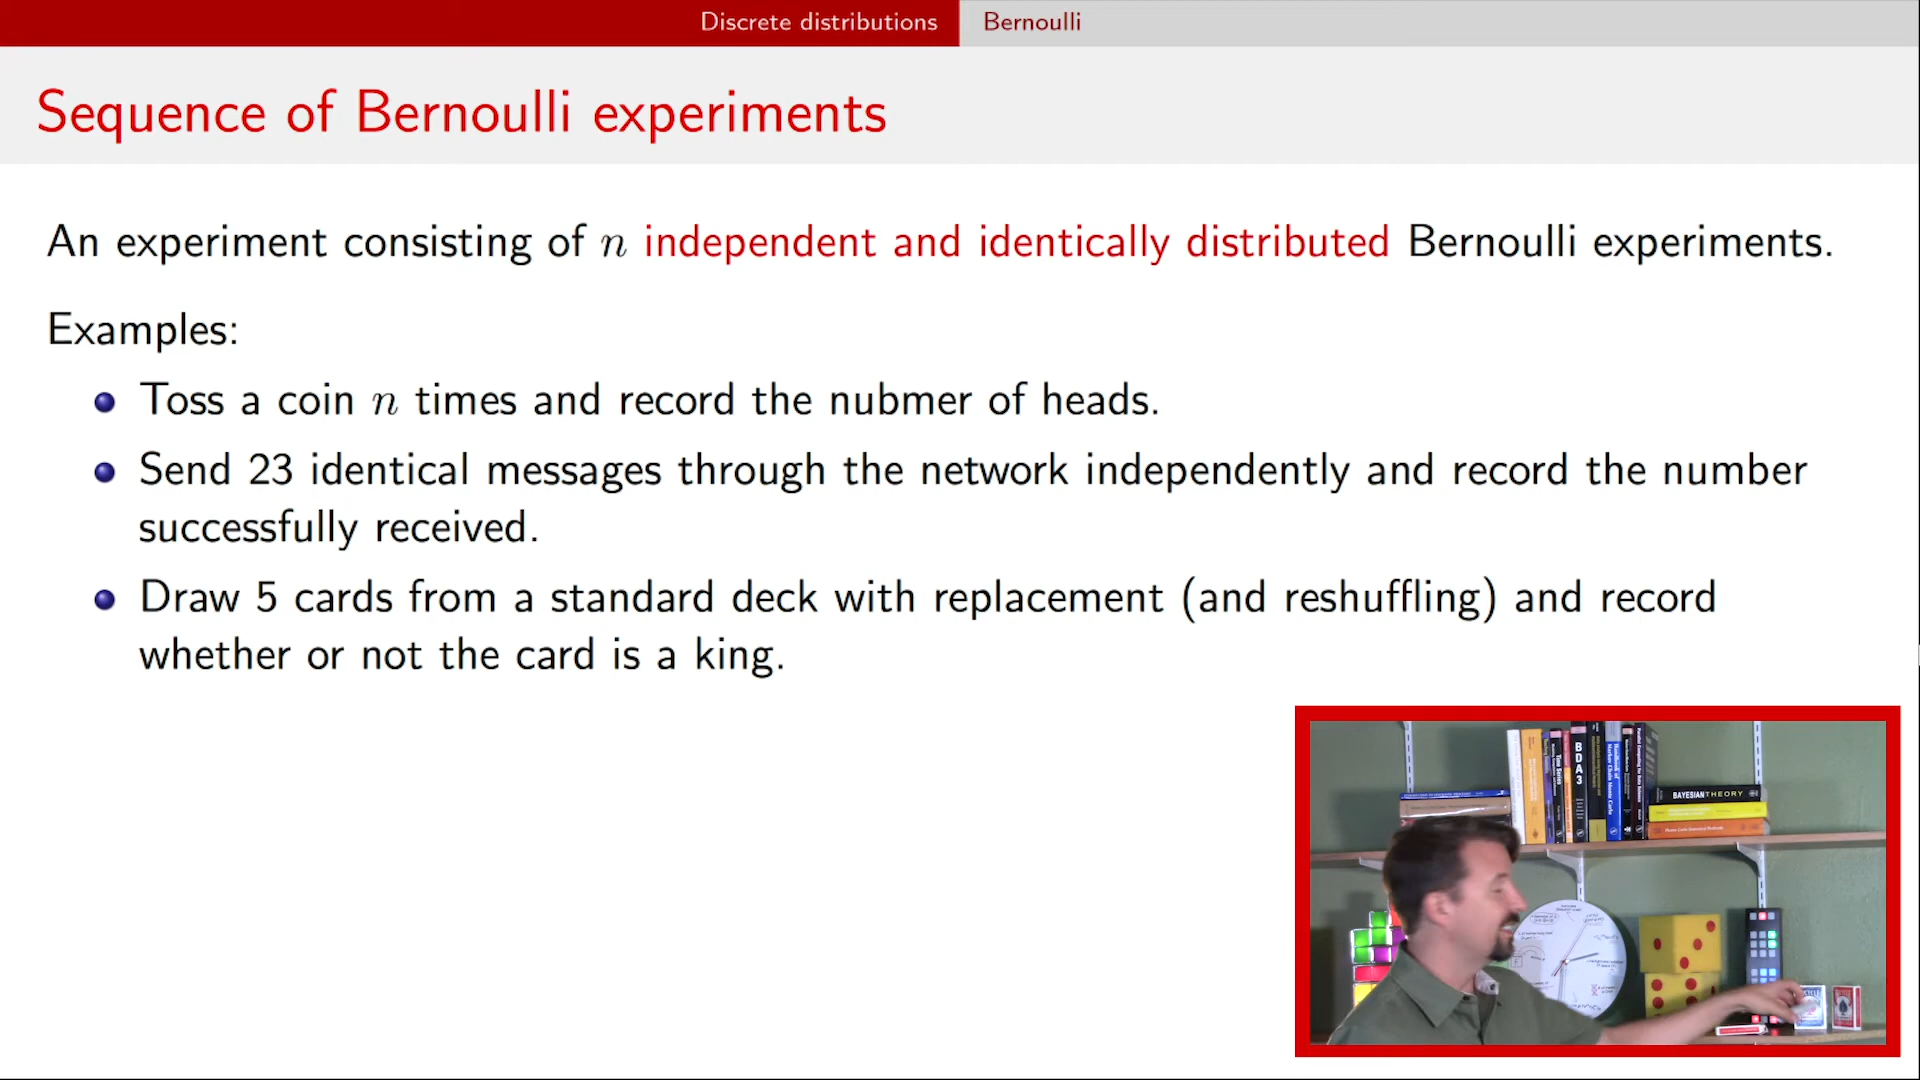 Discrete distributions Bernoulli
Sequence of Bernoulli experiments
An experiment consisting of n independent and identically distributed Bernoulli experiments.
Examples:
Toss a coin n times and record the nubmer of heads.
Send 23 identical messages through the network independently and record the number
successfully received.
Draw 5 cards from a standard deck with replacement (and reshuffling) and record
whether or not the card is a king.
BDA3
Time Series
BAYESIAN THEORY